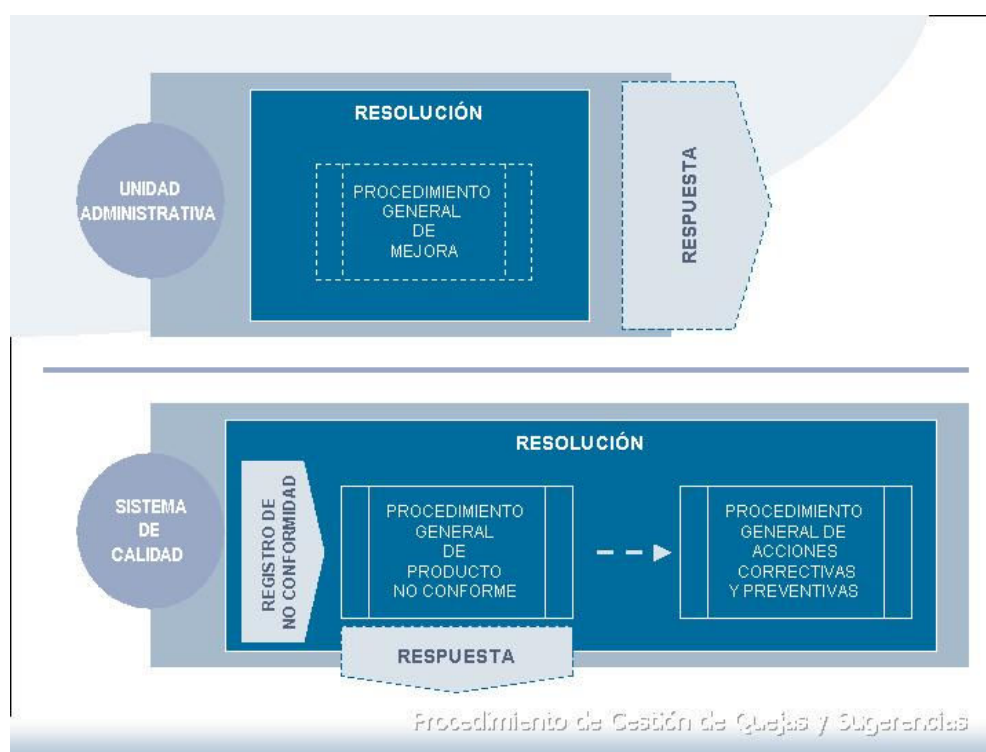 RESOLUCIÓN
UNIDAD
ADMINISTRATIVA
PROCEDIMIENTO
GENERAL
DE
MEJORA
RESPUESTA
RESOLUCIÓN
SISTEMA
DE
CALIDAD
REGISTRO DE
NO CONFORMIDAD
PROCEDIMIENTO
GENERAL
DE
PRODUCTO
NO CONFORME
PROCEDIMIENTO
GENERAL DE
ACCIONES
CORRECTIVAS
Y PREVENTIVAS
RESPUESTA
Procedimiento de Gestión de Quejas y Sugerencias